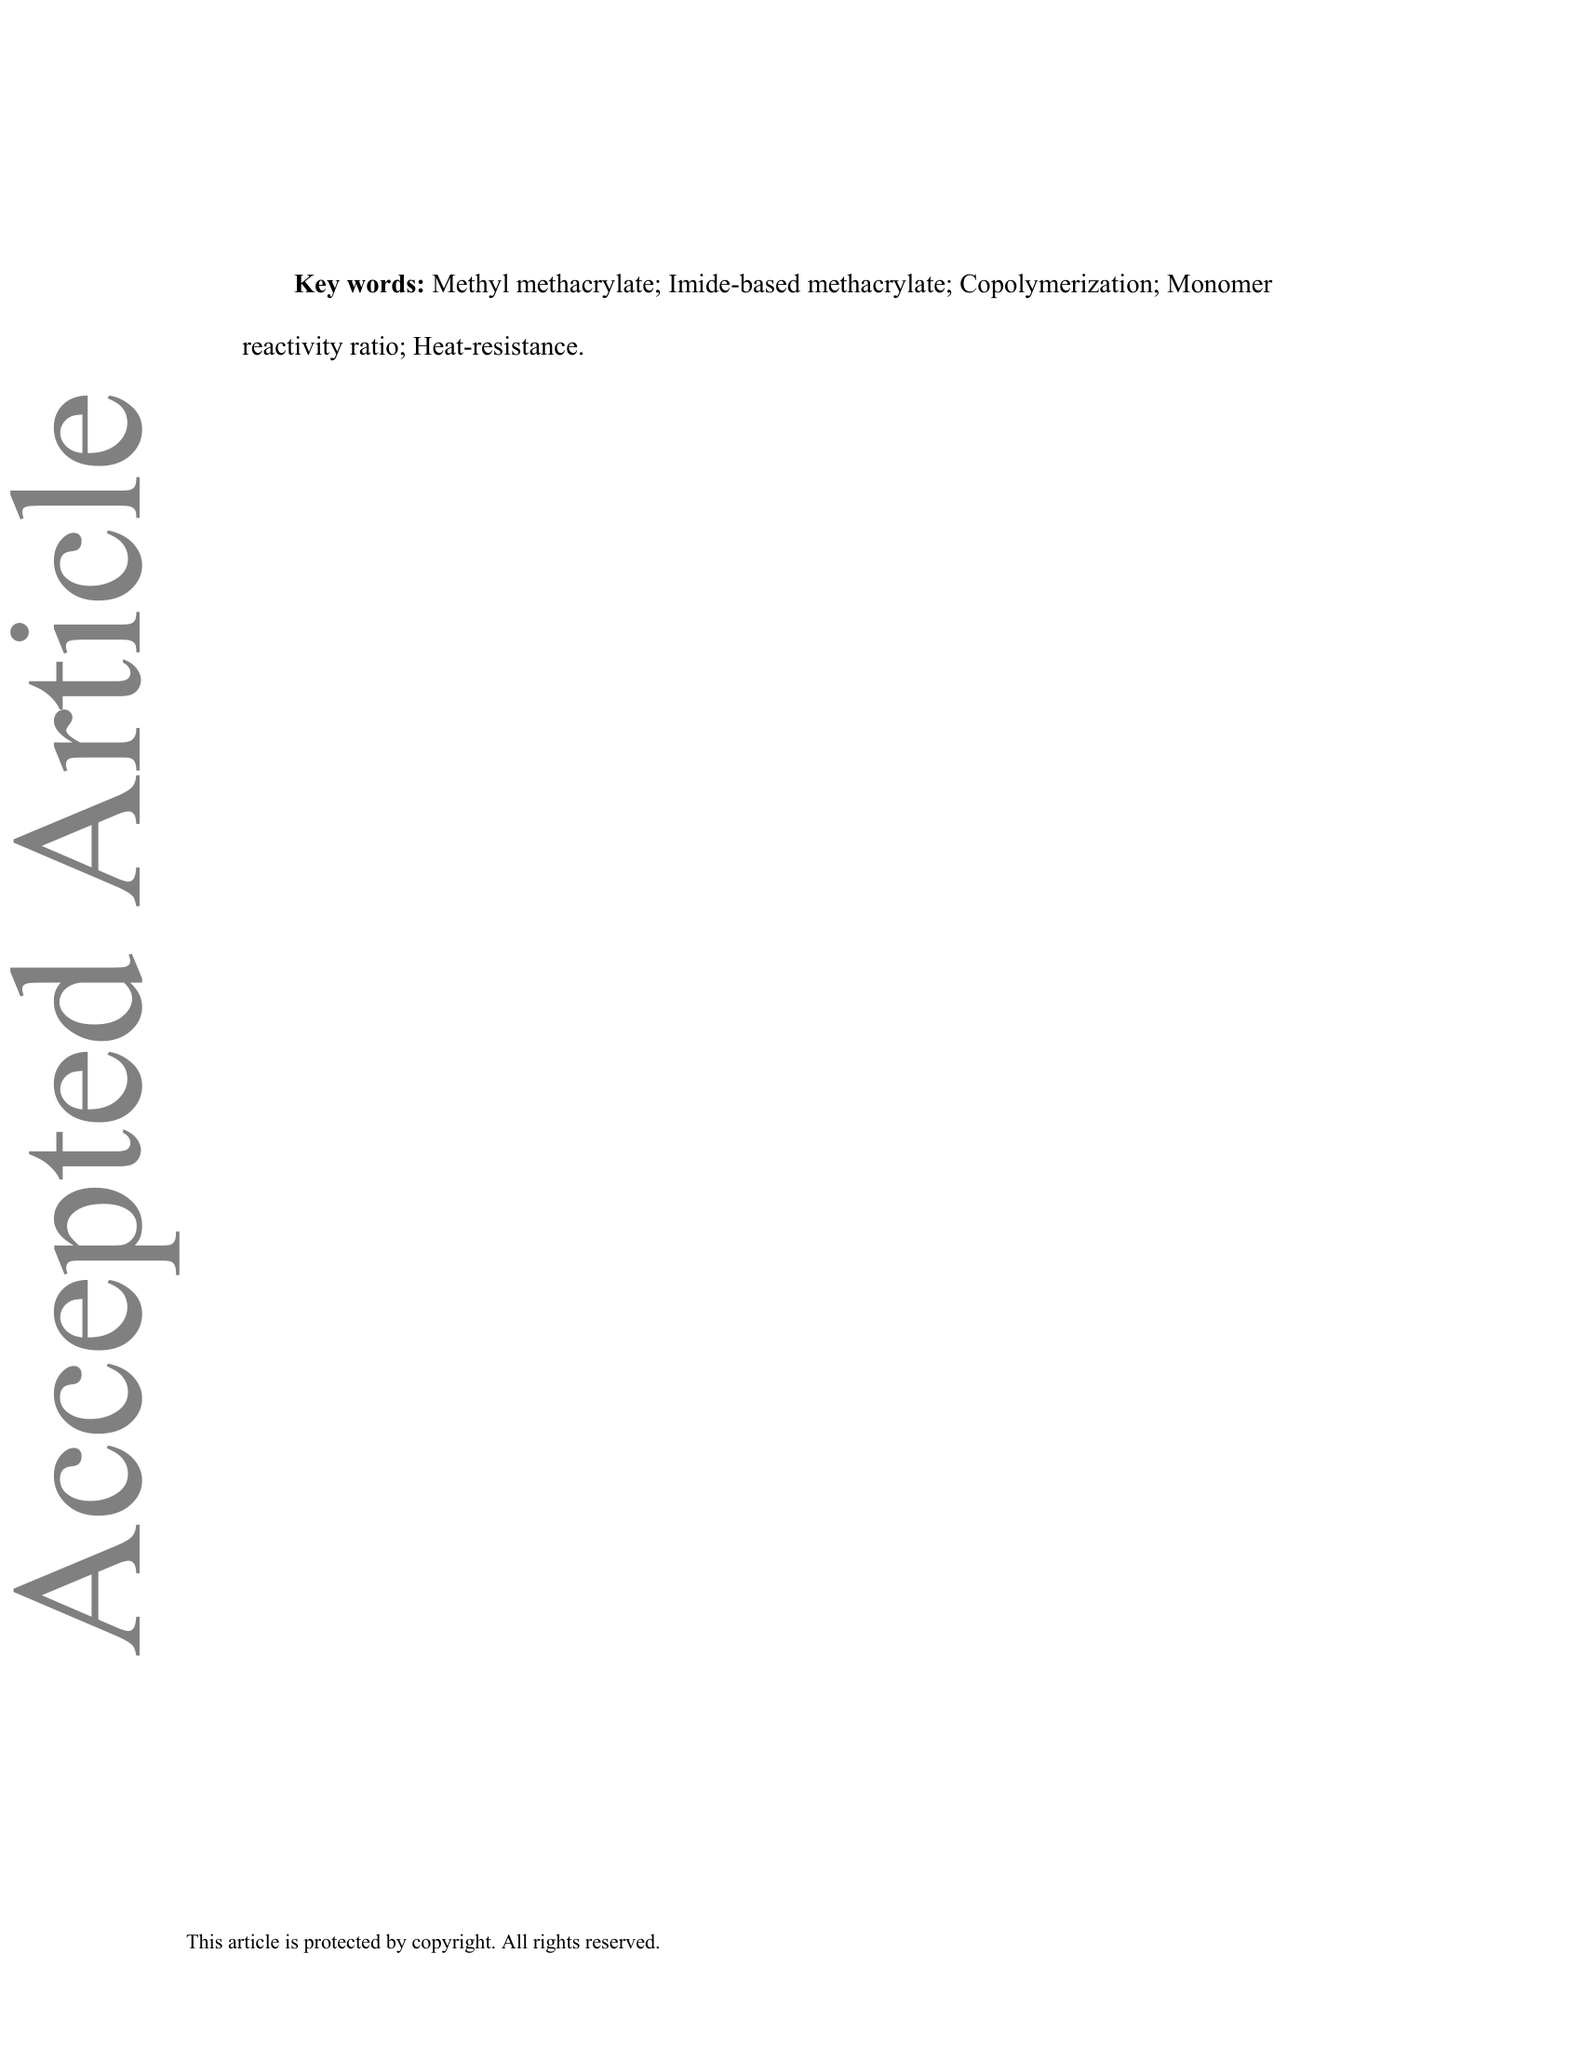 Key words: Methyl methacrylate; Imide-based methacrylate; Copolymerization; Monomer
reactivity ratio; Heat-resistance.
Accepted Article
This article is protected by copyright. All rights reserved.